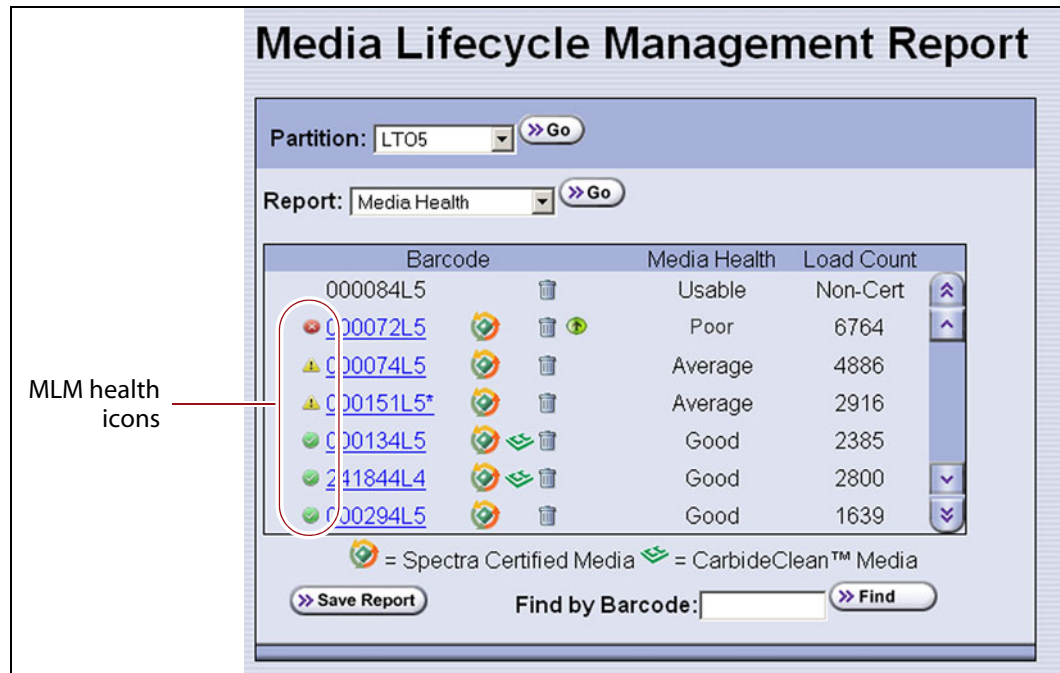 Media Lifecycle Management Report
Partition: LTO5 Go
Report: Media Health Go
Barcode Media Health Load Count
000084L5 Usable Non-Cert
000072L5 Poor 6764
000074L5 Average 4886
000151L5* Average 2916
000134L5 Good 2385
241844L4 Good 2800
000294L5 Good 1639
MLM health
icons
= Spectra Certified Media = CarbideClean™ Media
Save Report Find by Barcode: Find